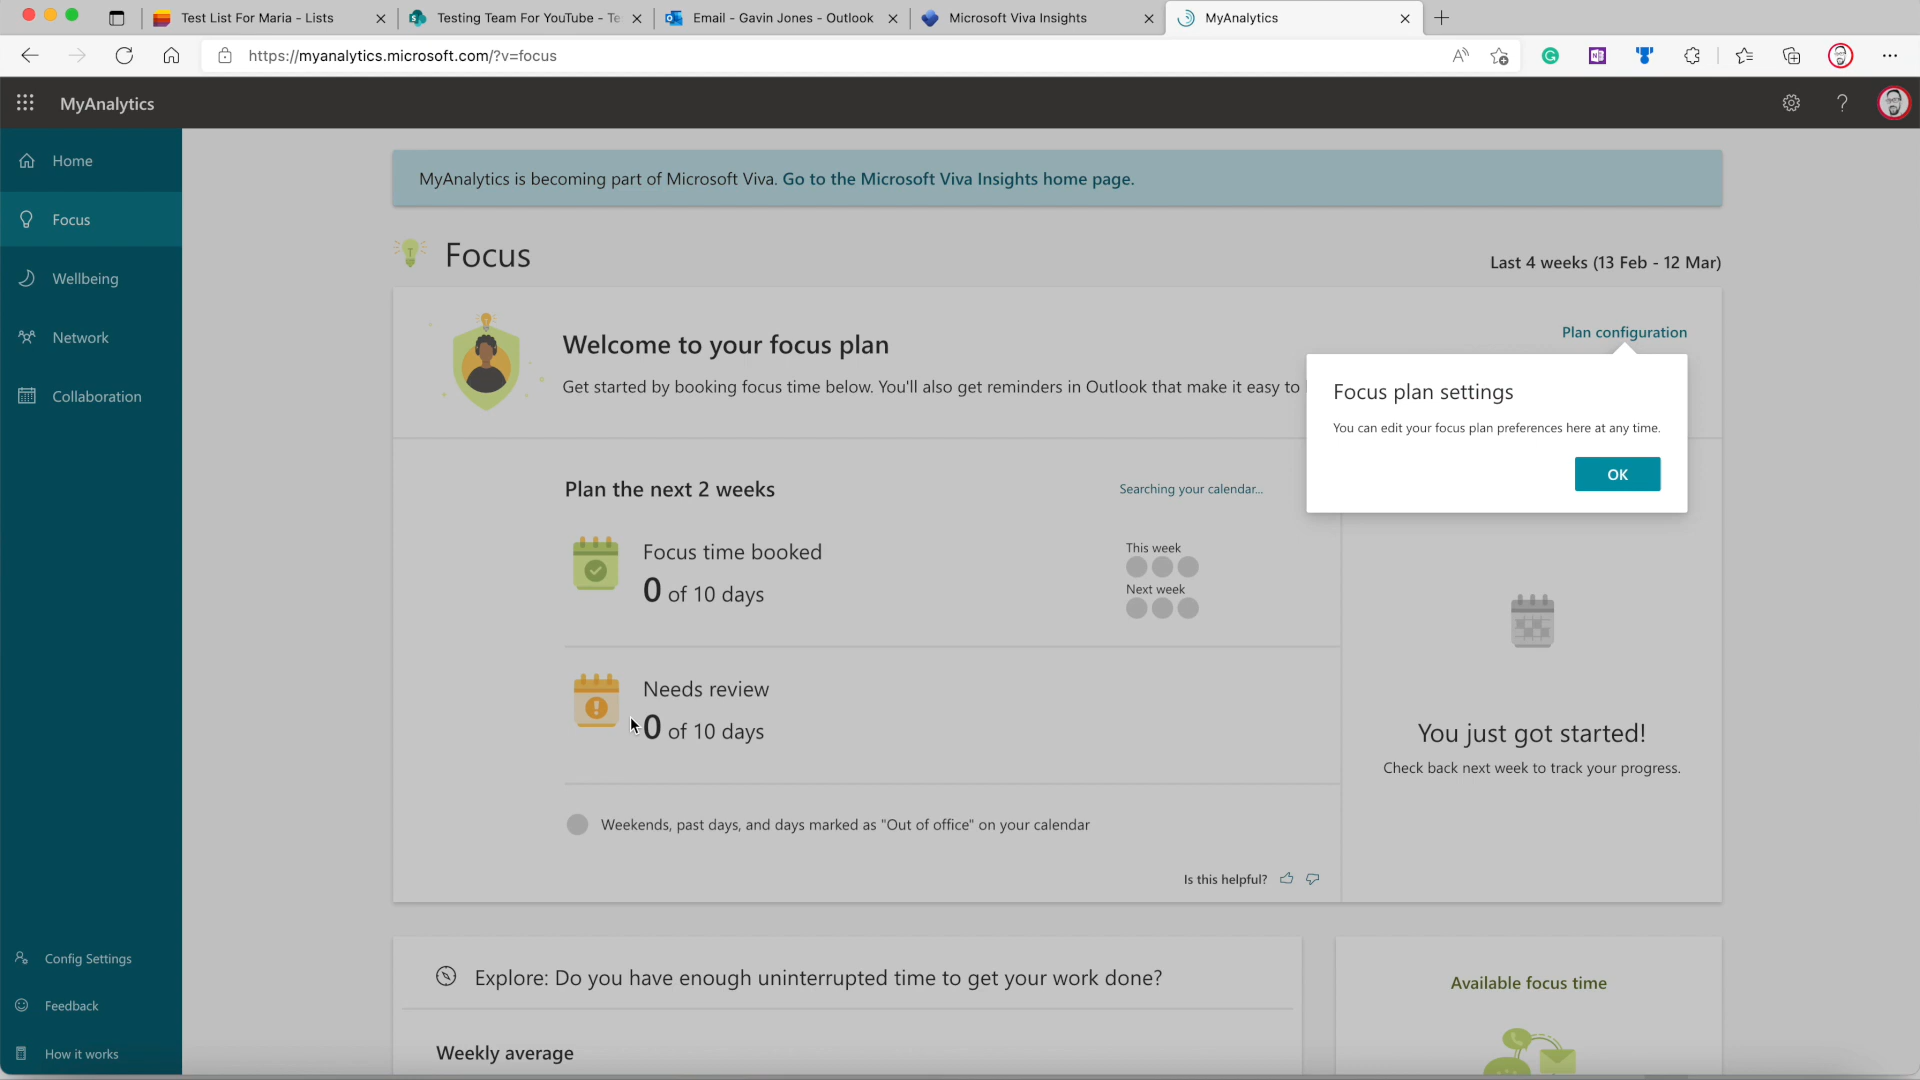 Test List For Maria - Lists
Testing Team For YouTube - Te
Email - Gavin Jones - Outlook
Microsoft Viva Insights
MyAnalytics
https://myanalytics.microsoft.com/?v=focus
MyAnalytics
Home
Focus
Wellbeing
Network
Collaboration
Config Settings
Feedback
How it works
MyAnalytics is becoming part of Microsoft Viva. Go to the Microsoft Viva Insights home page.
Focus
Last 4 weeks (13 Feb - 12 Mar)
Welcome to your focus plan
Get started by booking focus time below. You'll also get reminders in Outlook that make it easy to
Plan configuration
Focus plan settings
You can edit your focus plan preferences here at any time.
OK
Plan the next 2 weeks
Searching your calendar...
Focus time booked
0 of 10 days
This week
Next week
Needs review
0 of 10 days
Weekends, past days, and days marked as "Out of office" on your calendar
Is this helpful?
You just got started!
Check back next week to track your progress.
Explore: Do you have enough uninterrupted time to get your work done?
Weekly average
Available focus time